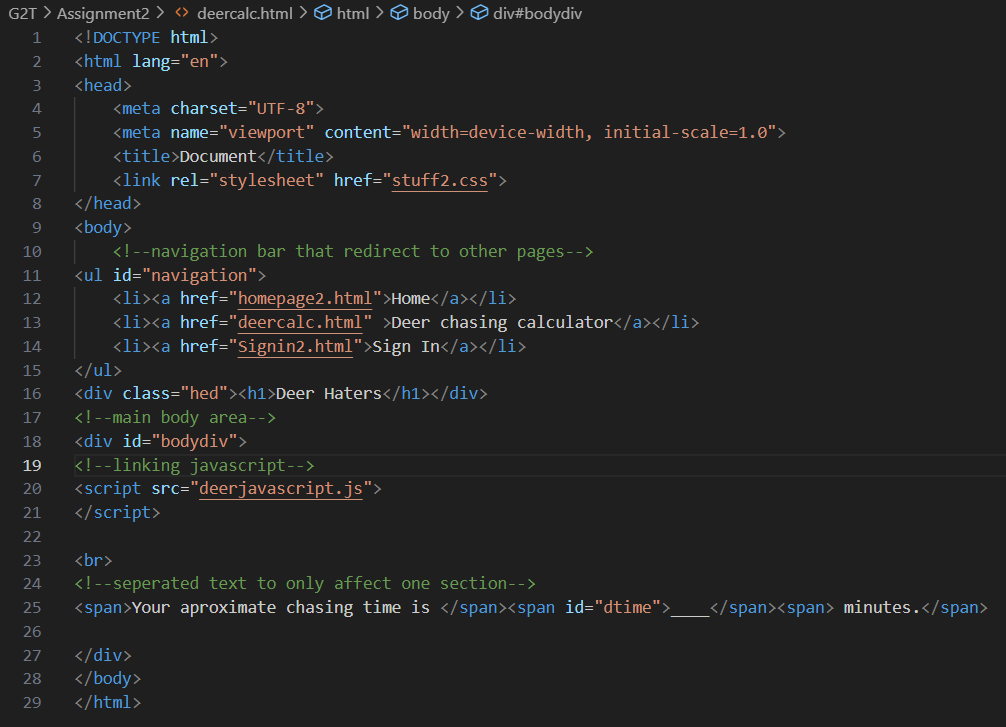 G2T > Assignment2 > <> deercalc.html > html > body > div#bodydiv
1 <!DOCTYPE html>
2 <html lang="en">
3 <head>
4     <meta charset="UTF-8">
5     <meta name="viewport" content="width=device-width, initial-scale=1.0">
6     <title>Document</title>
7     <link rel="stylesheet" href="stuff2.css">
8 </head>
9 <body>
10     <!--navigation bar that redirect to other pages-->
11 <ul id="navigation">
12     <li><a href="homepage2.html">Home</a></li>
13     <li><a href="deercalc.html" >Deer chasing calculator</a></li>
14     <li><a href="Signin2.html">Sign In</a></li>
15 </ul>
16 <div class="hed"><h1>Deer Haters</h1></div>
17 <!--main body area-->
18 <div id="bodydiv">
19 <!--linking javascript-->
20 <script src="deerjavascript.js">
21 </script>
22
23 <br>
24 <!--seperated text to only affect one section-->
25 <span>Your aproximate chasing time is </span><span id="dtime">____</span><span> minutes.</span>
26
27 </div>
28 </body>
29 </html>